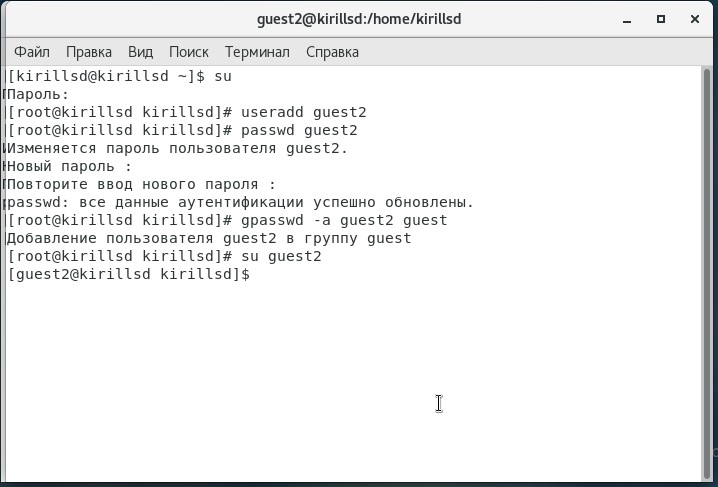 guest2@kirillsd:/home/kirillsd
Файл Правка Вид Поиск Терминал Справка
[kirillsd@kirillsd ~]$ su
Пароль:
[root@kirillsd kirillsd]# useradd guest2
[root@kirillsd kirillsd]# passwd guest2
Изменяется пароль пользователя guest2.
Новый пароль :
Повторите ввод нового пароля :
passwd: все данные аутентификации успешно обновлены.
[root@kirillsd kirillsd]# gpasswd -a guest2 guest
Добавление пользователя guest2 в группу guest
[root@kirillsd kirillsd]# su guest2
[guest2@kirillsd kirillsd]$